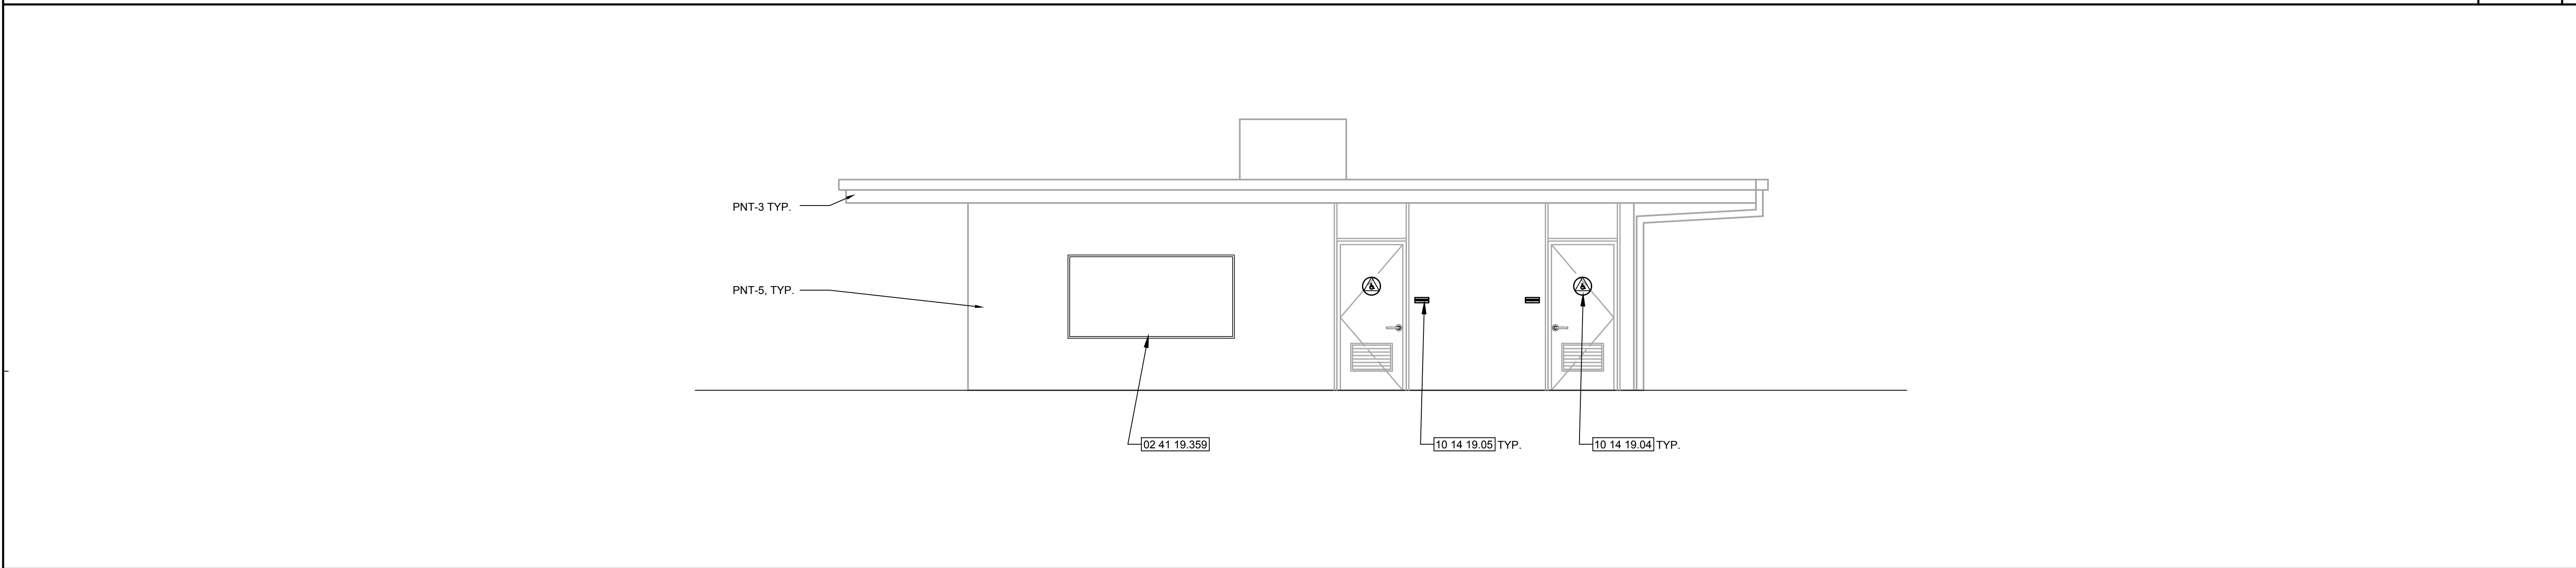 PNT-3 TYP.
PNT-5, TYP.
02 41 19.359
10 14 19.05 TYP.
10 14 19.04 TYP.